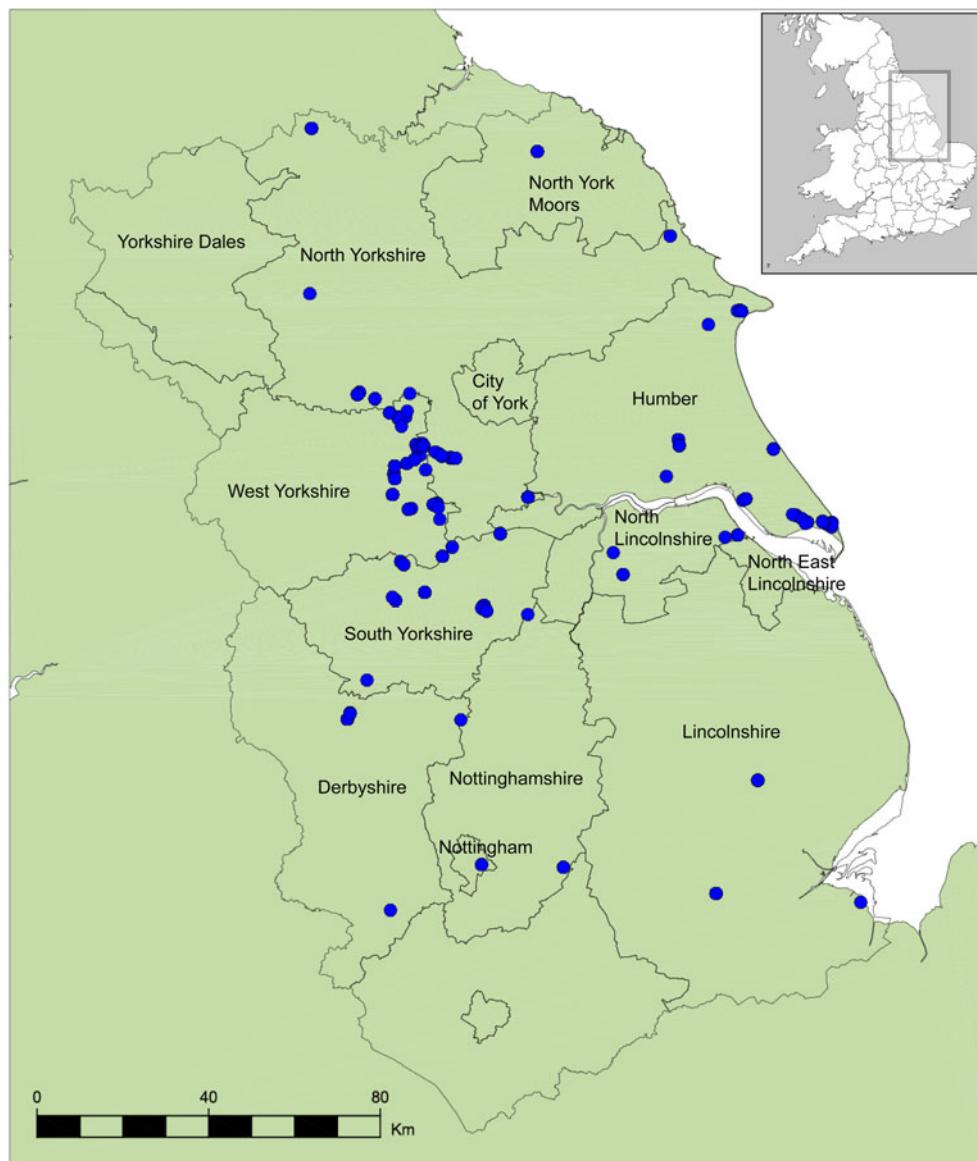 North York
Moors
Yorkshire Dales
North Yorkshire
City
of York
Humber
West Yorkshire
North
Lincolnshire
North East
Lincolnshire
South Yorkshire
Lincolnshire
Derbyshire
Nottinghamshire
Nottingham
0 40 80
Km